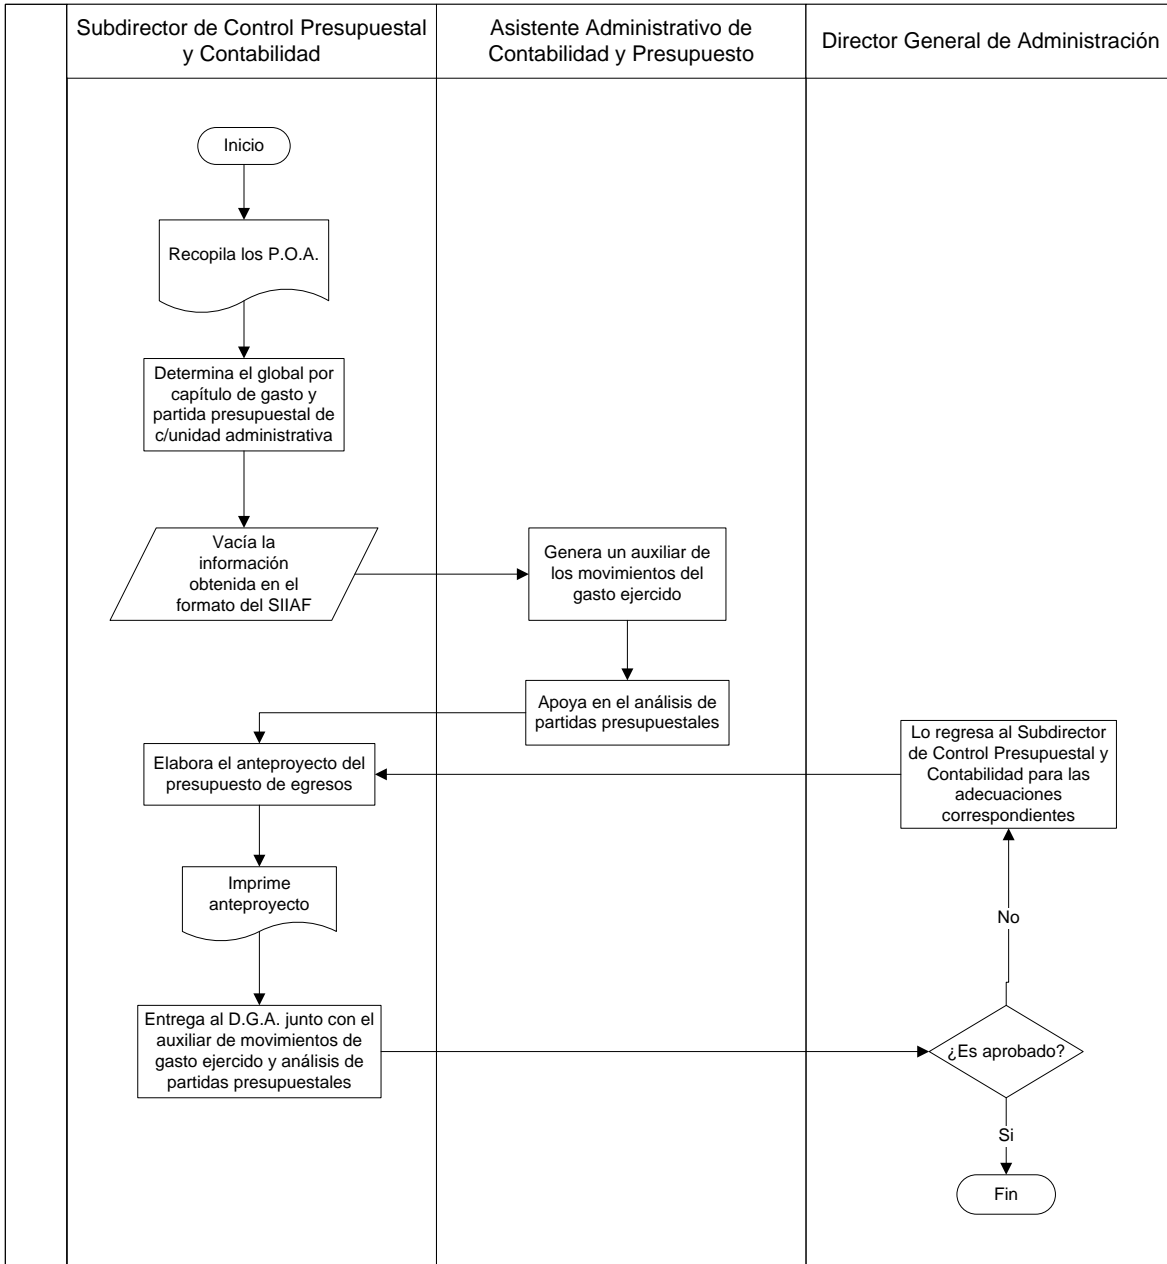 Subdirector de Control Presupuestal
y Contabilidad
Asistente Administrativo de
Contabilidad y Presupuesto
Director General de Administración
Inicio
Recopila los P.O.A.
Determina el global por
capítulo de gasto y
partida presupuestal de
c/unidad administrativa
Vacía la
información
obtenida en el
formato del SIIAF
Genera un auxiliar de
los movimientos del
gasto ejercido
Apoya en el análisis de
partidas presupuestales
Elabora el anteproyecto del
presupuesto de egresos
Lo regresa al Subdirector
de Control Presupuestal y
Contabilidad para las
adecuaciones
correspondientes
Imprime
anteproyecto
No
Entrega al D.G.A. junto con el
auxiliar de movimientos de
gasto ejercido y análisis de
partidas presupuestales
¿Es aprobado?
Si
Fin